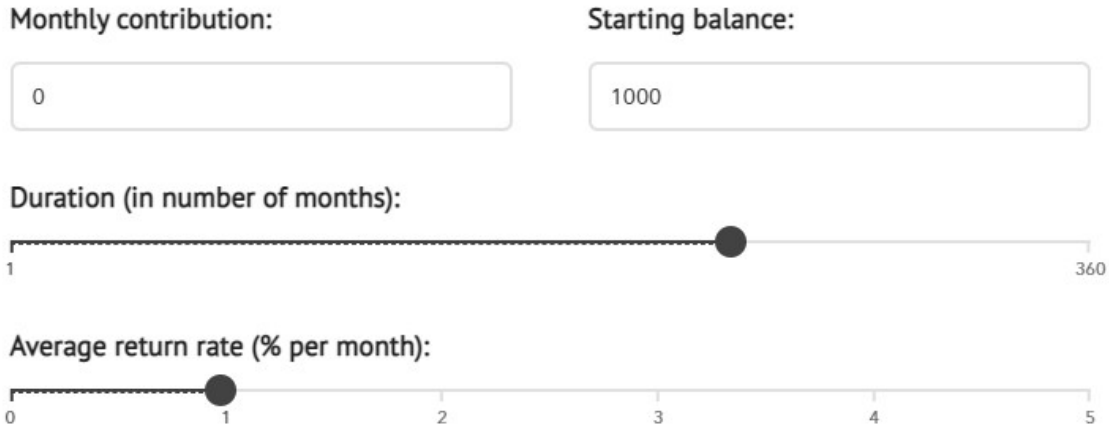 Monthly contribution: Starting balance:
0 1000
Duration (in number of months):
1 360
Average return rate (% per month):
0 1 2 3 4 5